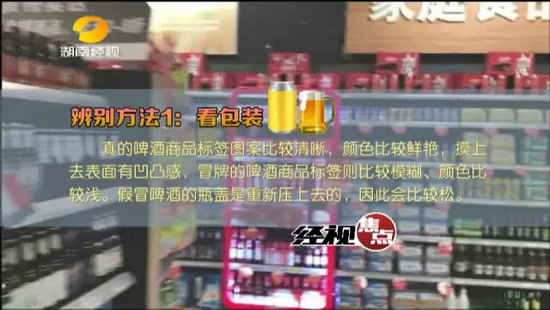 湖南经视
家庭食品
辨别方法1：看包装
真的啤酒商品标签图案比较清晰，颜色比较鲜艳，摸上
去表面有凹凸感，冒牌的啤酒商品标签则比较模糊、颜色比
较浅。假冒啤酒的瓶盖是重新压上去的，因此会比较松。
经视焦点